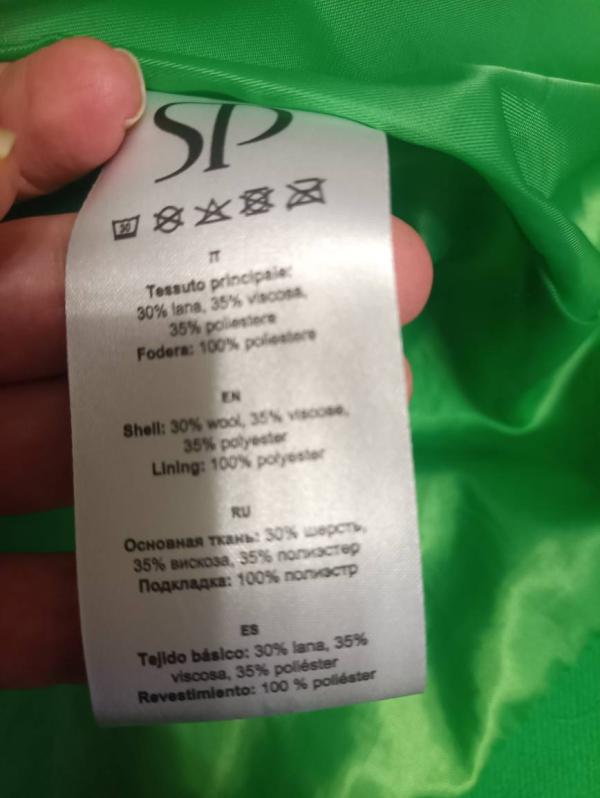 SP
30
IT
Tessuto principale:
30% lana, 35% viscosa,
35% poliestere
Fodera: 100% poliestere
EN
Shell: 30% wool, 35% viscose,
35% polyester
Lining: 100% polyester
RU
Основная ткань: 30% шерсть,
35% вискоза, 35% полиэстер
Подкладка: 100% полиэстр
ES
Tejido básico: 30% lana, 35%
viscosa, 35% poliéster
Revestimiento: 100 % poliéster